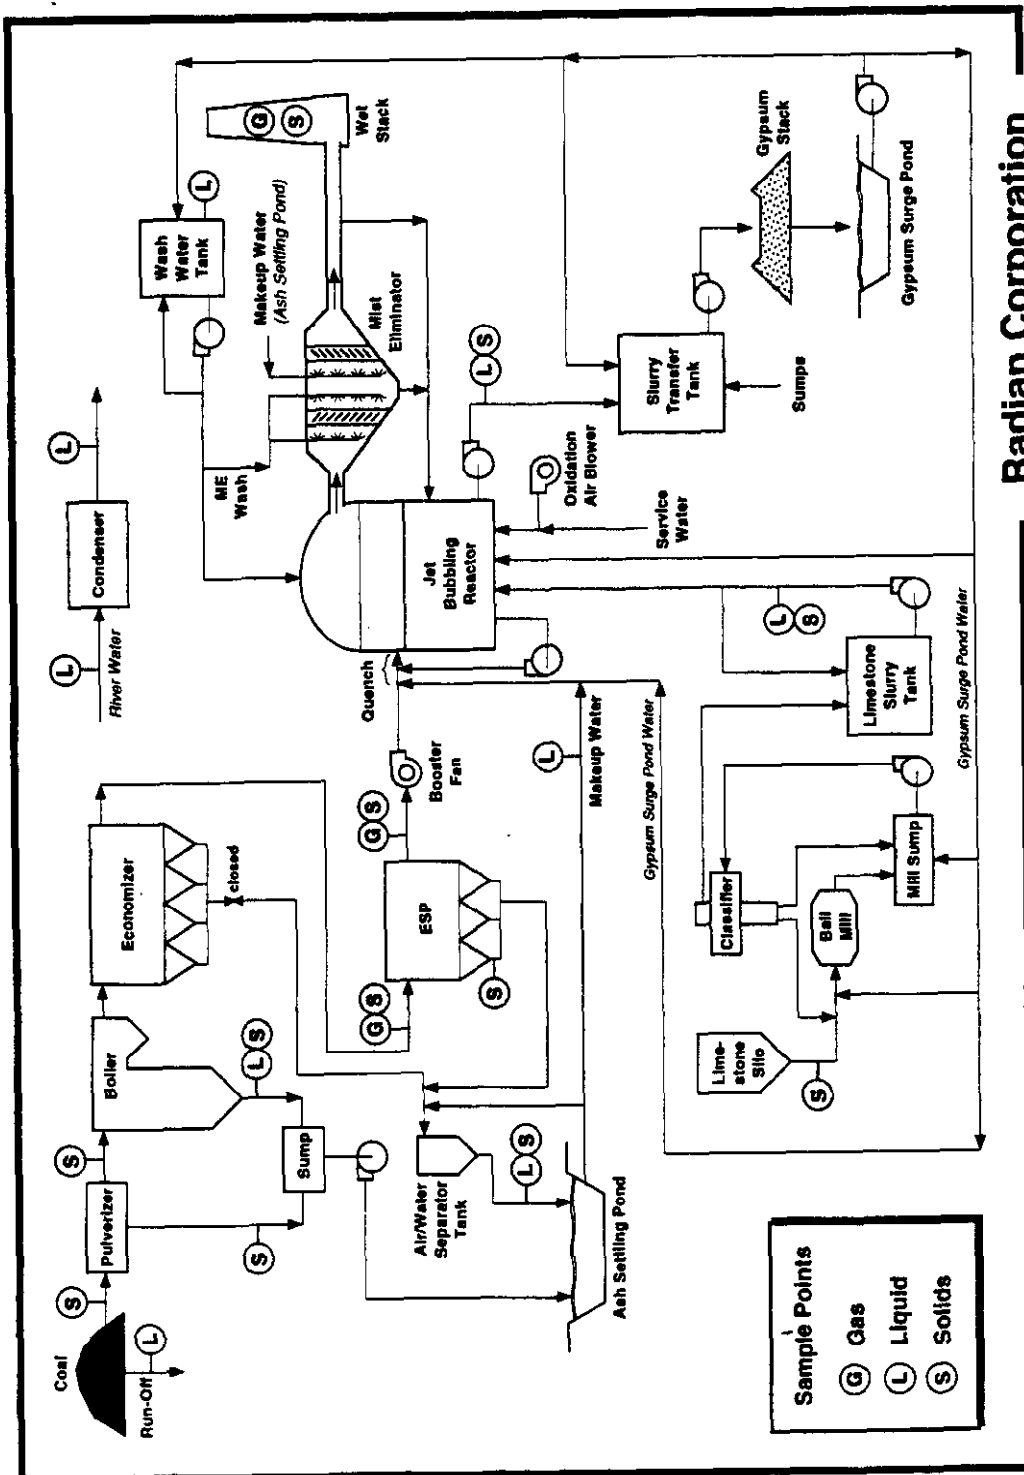 Coal
S
Pulverizer
S
Boiler
Economizer
L
River Water
Condenser
L
Run-Off
L
S
Sump
L S
closed
ME
Wash
Wash
Water
Tank
L
G
S
Wet
Stack
Makeup Water
(Ash Settling Pond)
Mist
Eliminator
Air/Water
Separator
Tank
L S
G S
ESP
S
G S
Booster
Fan
Quench
Jet
Bubbling
Reactor
L S
Oxidation
Air Blower
Service
Water
Ash Settling Pond
L
Makeup Water
Gypsum Surge Pond Water
Slurry
Transfer
Tank
Sumps
Gypsum
Stack
Gypsum Surge Pond
Lime-
stone
Silo
S
Classifier
Ball
Mill
Mill Sump
Limestone
Slurry
Tank
L S
Gypsum Surge Pond Water
Sample Points
G Gas
L Liquid
S Solids
Radian Corporation